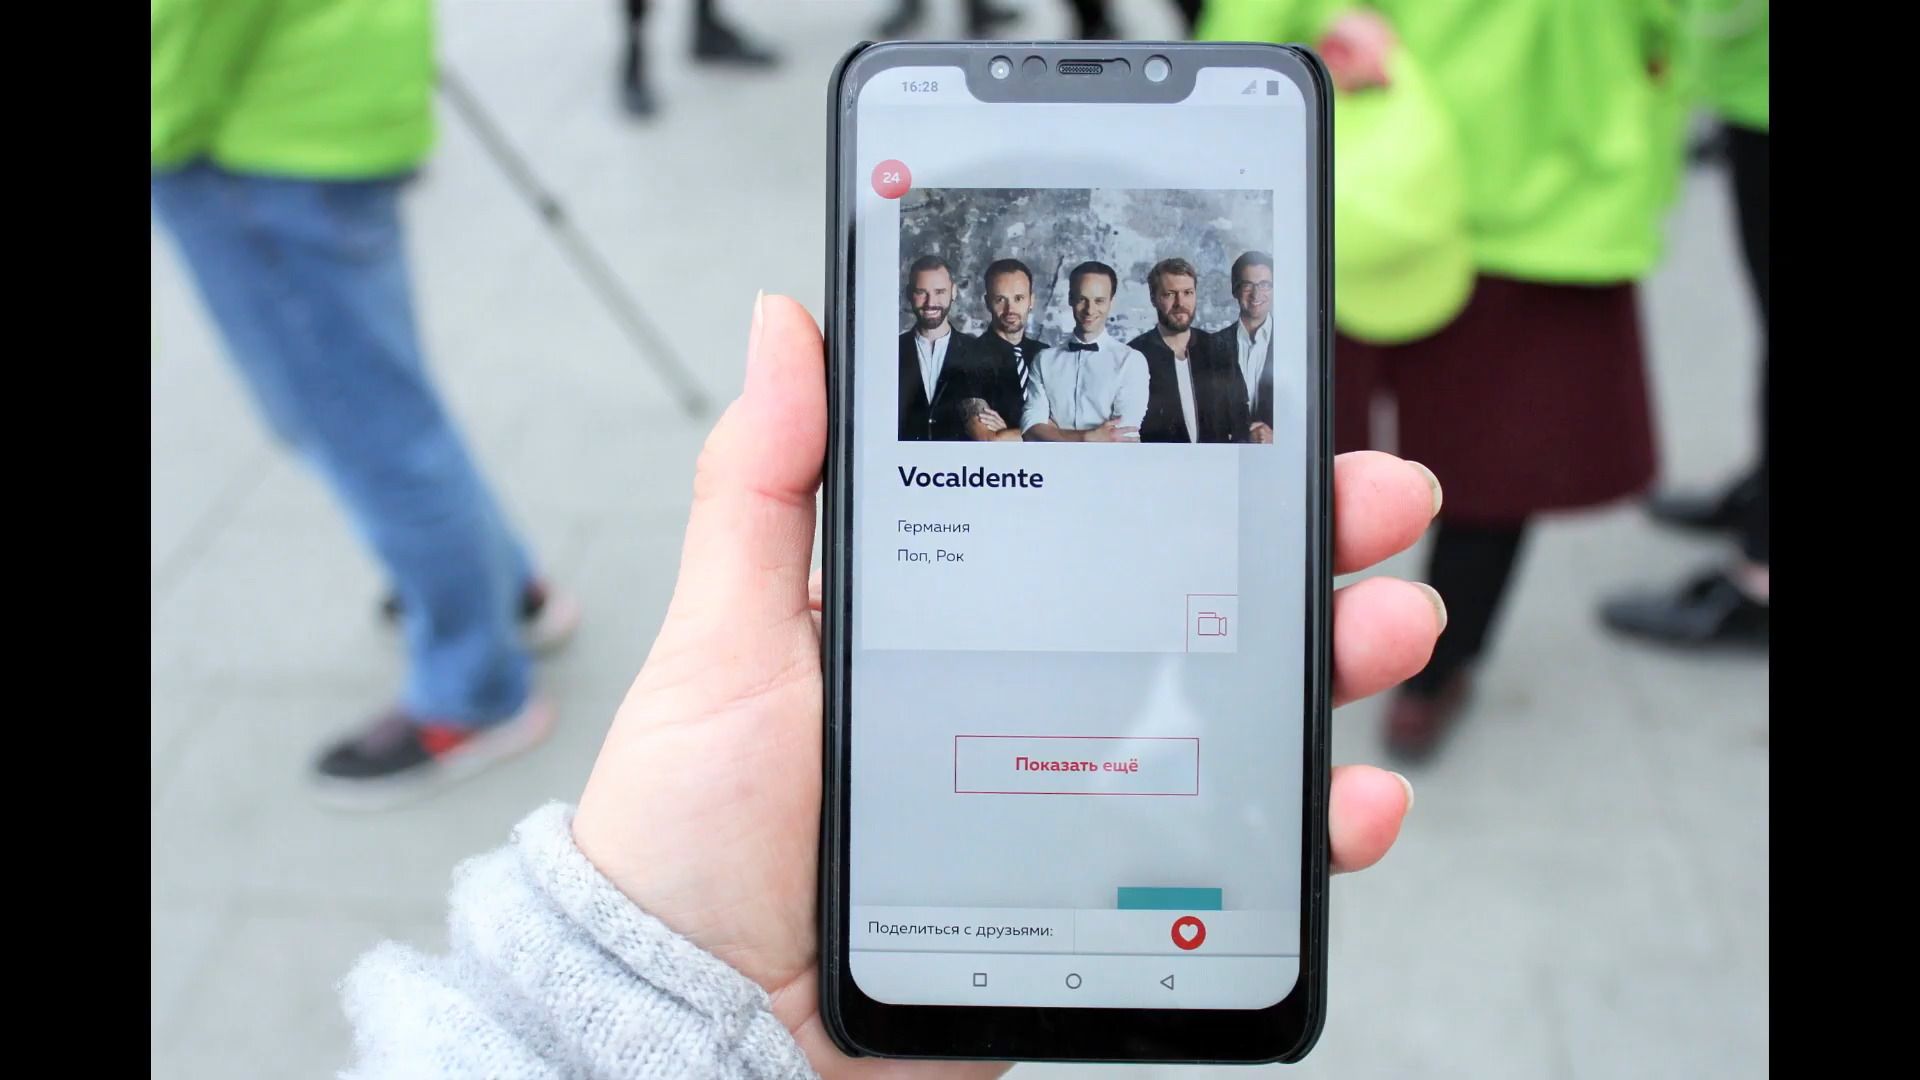 16:28
24
Vocaldente
Германия
Поп, Рок
Показать ещё
Поделиться с друзьями: